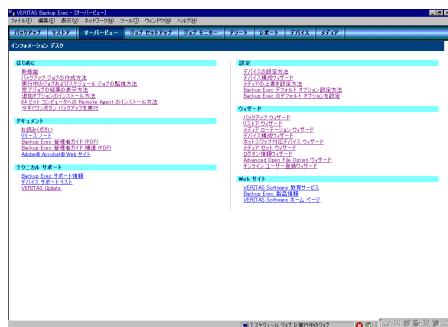 VERITAS Backup Exec - [オーバービュー]
ファイル(F) 編集(E) 表示(V) ネットワーク(N) ツール(T) ウィンドウ(W) ヘルプ(H)
バックアップ リストア オーバービュー ジョブ セットアップ ジョブ モニター アラート レポート デバイス メディア
インフォメーション デスク
はじめに
新機能
バックアップ ジョブの作成方法
実行中のジョブおよびスケジュール ジョブの監視方法
完了ジョブの結果の表示方法
追加オプションのインストール方法
64 ビット コンピュータへの Remote Agent のインストール方法
今すぐワンボタン バックアップを実行
ドキュメント
お読みください
リリース ノート
Backup Exec 管理者ガイド (PDF)
Backup Exec 管理者ガイド 補遺 (PDF)
Adobe® Acrobat® Web サイト
テクニカル サポート
Backup Exec サポート情報
デバイス サポート リスト
VERITAS Update
設定
デバイスの設定方法
デバイス構成ウィザード
メディアの上書を設定方法
Backup Exec デフォルト オプション設定方法
Backup Exec のデフォルト オプションを設定
ウィザード
バックアップ ウィザード
リストア ウィザード
メディア ローテーション ウィザード
デバイス構成ウィザード
ホットスワップ対応デバイス ウィザード
メディア セット ウィザード
ログオン情報ウィザード
Advanced Open File Option ウィザード
オンライン ユーザー登録ウィザード
Web サイト
VERITAS Software 教育サービス
Backup Exec 製品情報
VERITAS Software ホーム ページ
7 スケジュール ジョブ 0 実行中のジョブ